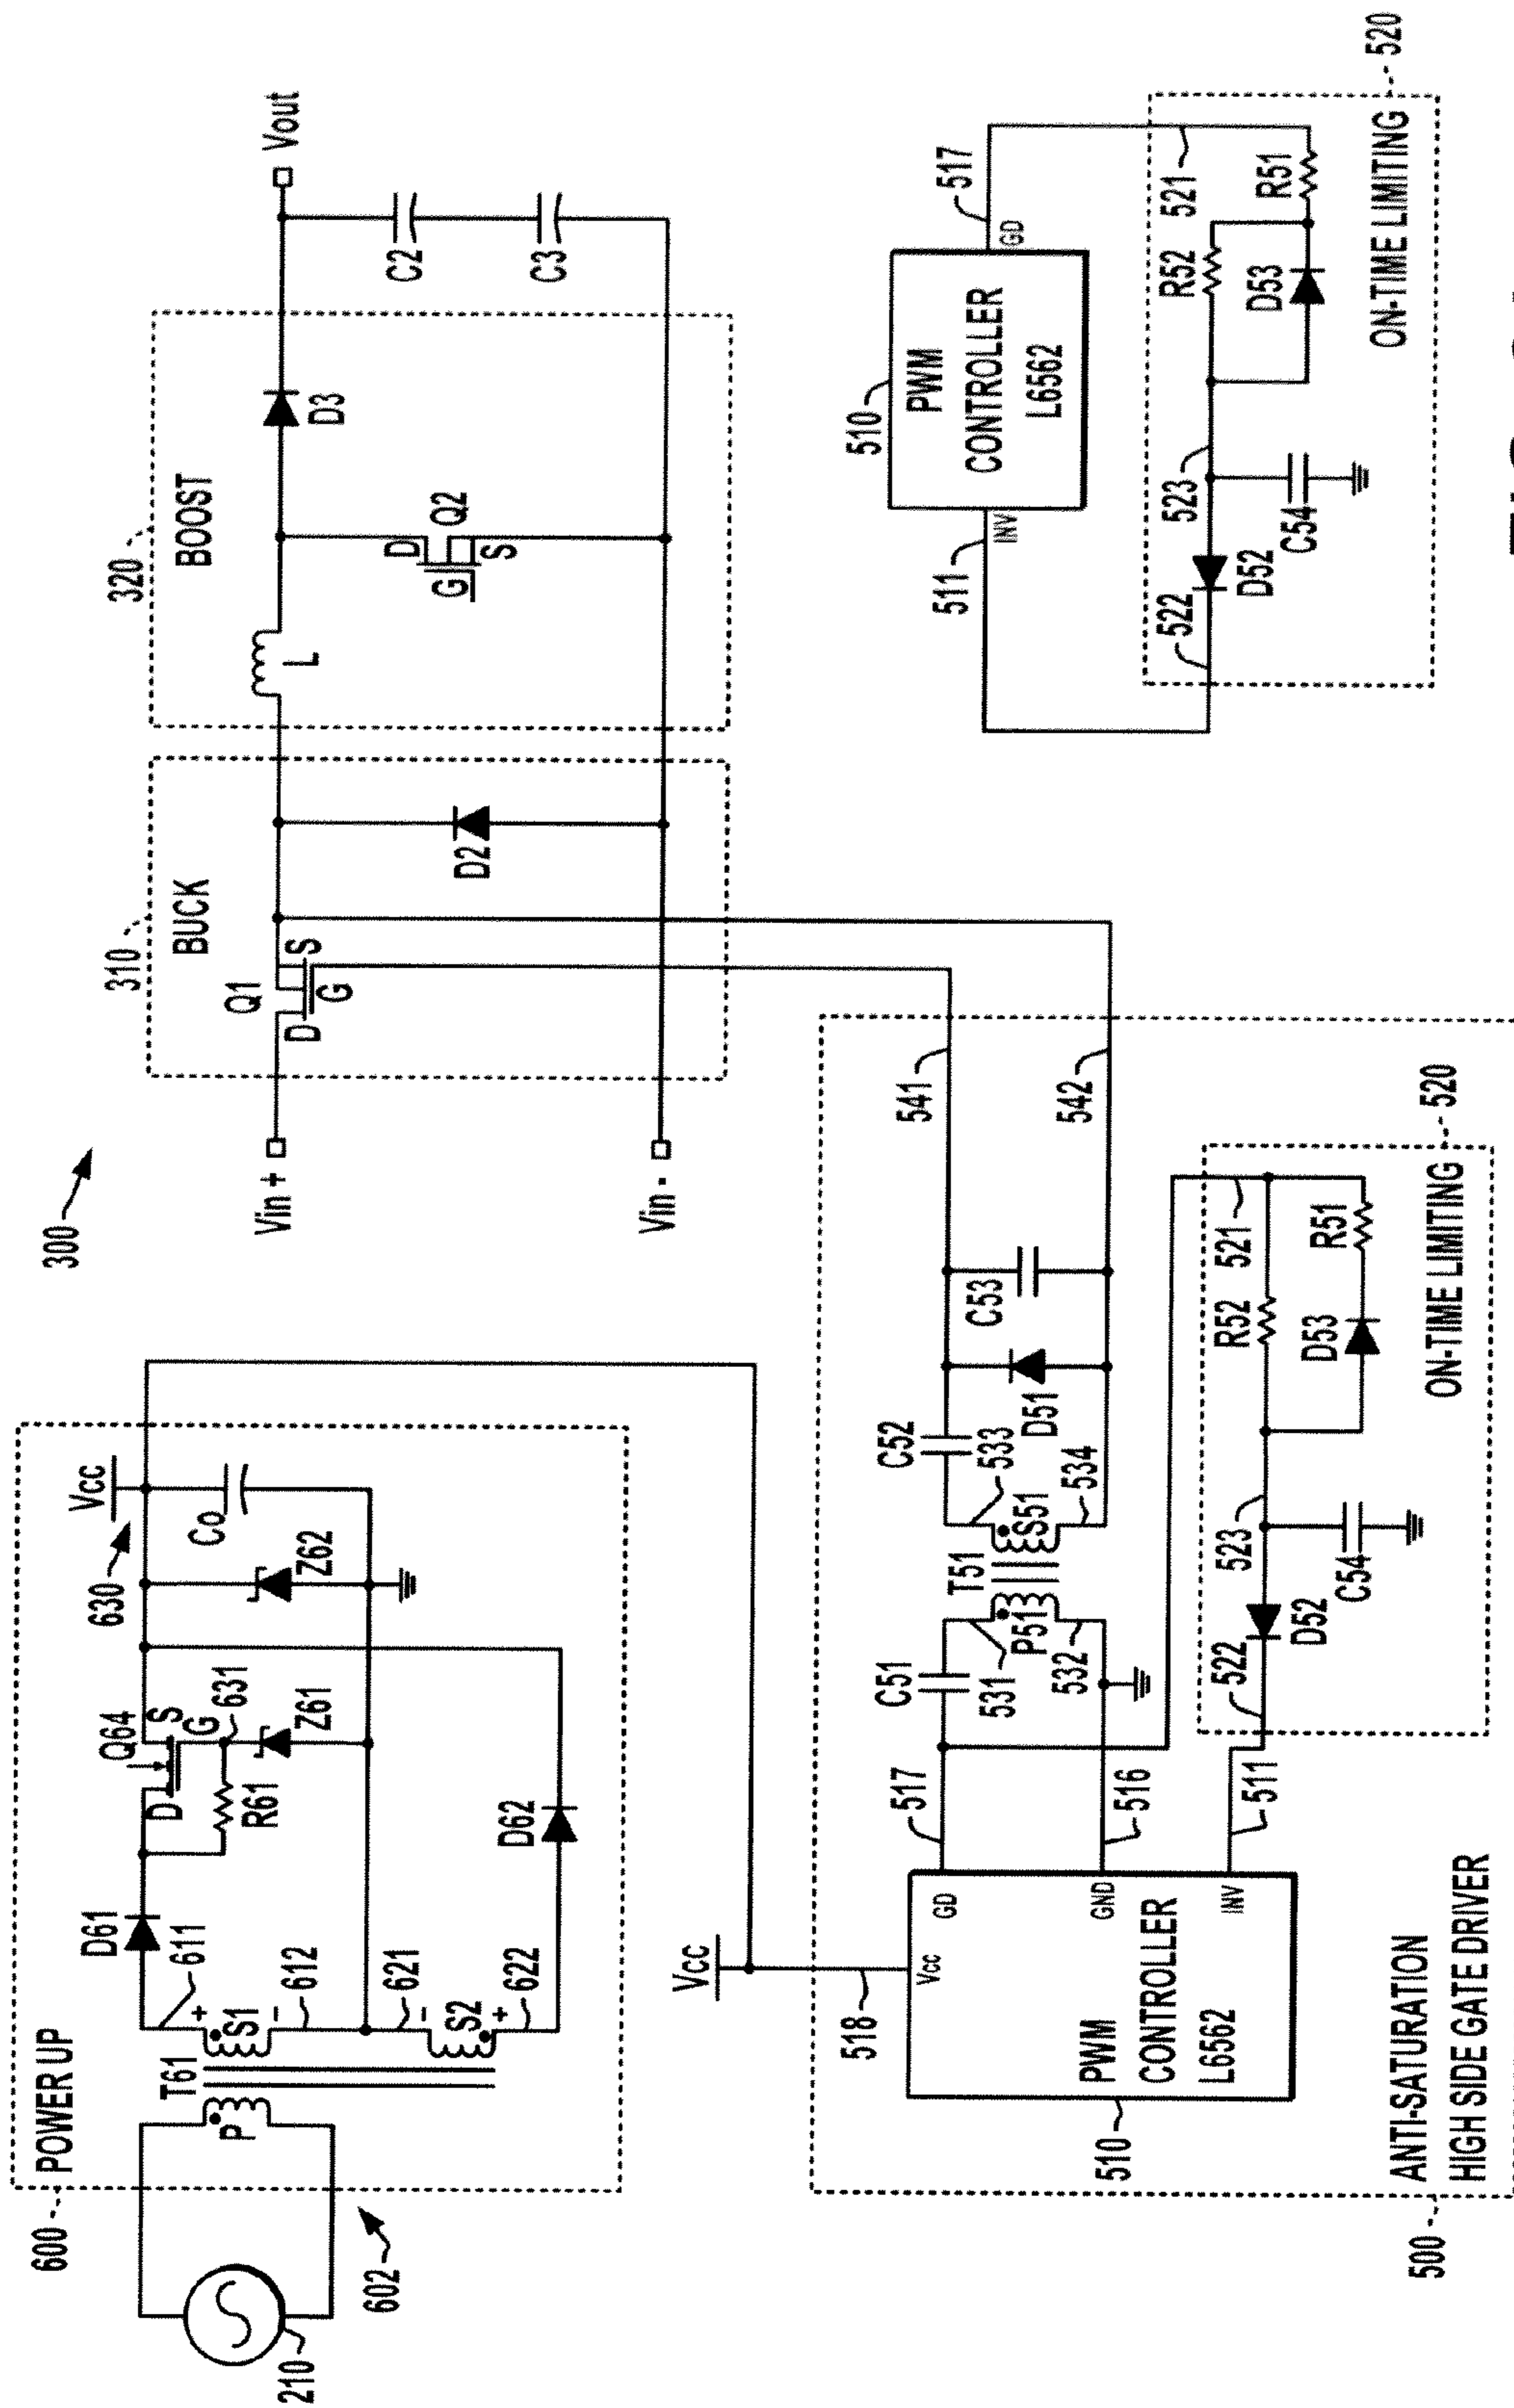 300
Vin +
Vin -
310
BUCK
Q1
D
S
G
D2
320
BOOST
L
D
G
Q2
S
D3
C2
C3
Vout
600
POWER UP
210
602
T61
P
S1
+
-
S2
-
+
611
612
621
622
D61
R61
Q64
D
S
G
631
Z61
D62
630
Z62
Co
Vcc
Vcc
518
510
Vcc
PWM
CONTROLLER
L6562
GD
GND
INV
517
516
511
C51
531
P51
532
T51
S51
533
534
C52
D51
C53
541
542
500
ANTI-SATURATION
HIGH SIDE GATE DRIVER
522
D52
523
C54
R52
D53
521
R51
520
ON-TIME LIMITING
510
PWM
CONTROLLER
L6562
INV
GD
511
517
522
D52
523
C54
R52
D53
521
R51
520
ON-TIME LIMITING